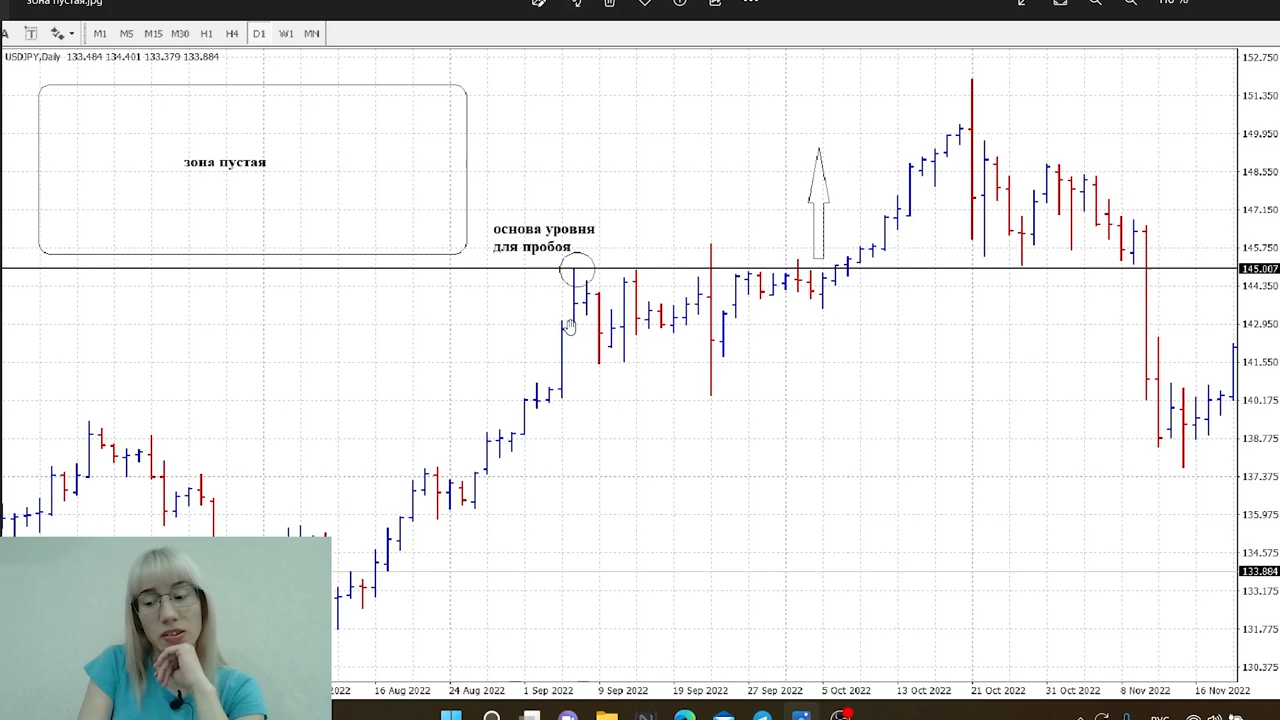 зона пустая.jpg
110 %
A T M1 M5 M15 M30 H1 H4 D1 W1 MN
USDJPY,Daily 133.484 134.401 133.379 133.884
зона пустая
основа уровня
для пробоя
152.750
151.350
149.950
148.550
147.150
145.750
145.007
144.350
142.950
141.550
140.175
138.775
137.375
135.975
134.575
133.884
133.175
131.775
130.375
2022 16 Aug 2022 24 Aug 2022 1 Sep 2022 9 Sep 2022 19 Sep 2022 27 Sep 2022 5 Oct 2022 13 Oct 2022 21 Oct 2022 31 Oct 2022 8 Nov 2022 16 Nov 2022
РУС